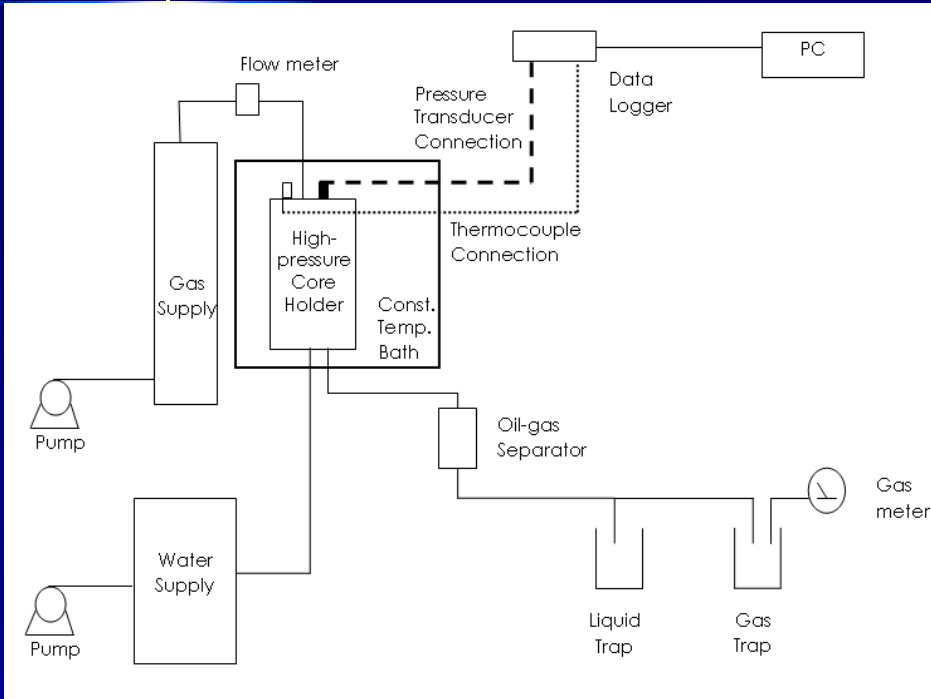 Flow meter
PC
Data
Logger
Pressure
Transducer
Connection
Thermocouple
Connection
High-
pressure
Core
Holder
Const.
Temp.
Bath
Gas
Supply
Pump
Oil-gas
Separator
Gas
meter
Water
Supply
Pump
Liquid
Trap
Gas
Trap